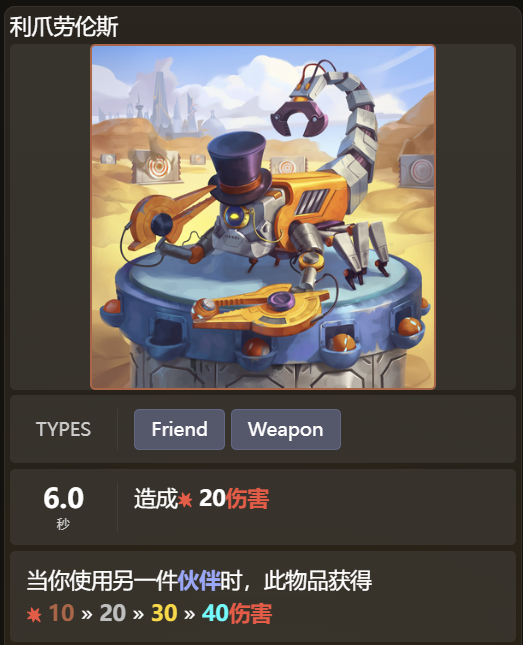 利爪劳伦斯
TYPES Friend Weapon
6.0 造成 20伤害
秒
当你使用另一件伙伴时，此物品获得
10 » 20 » 30 » 40伤害